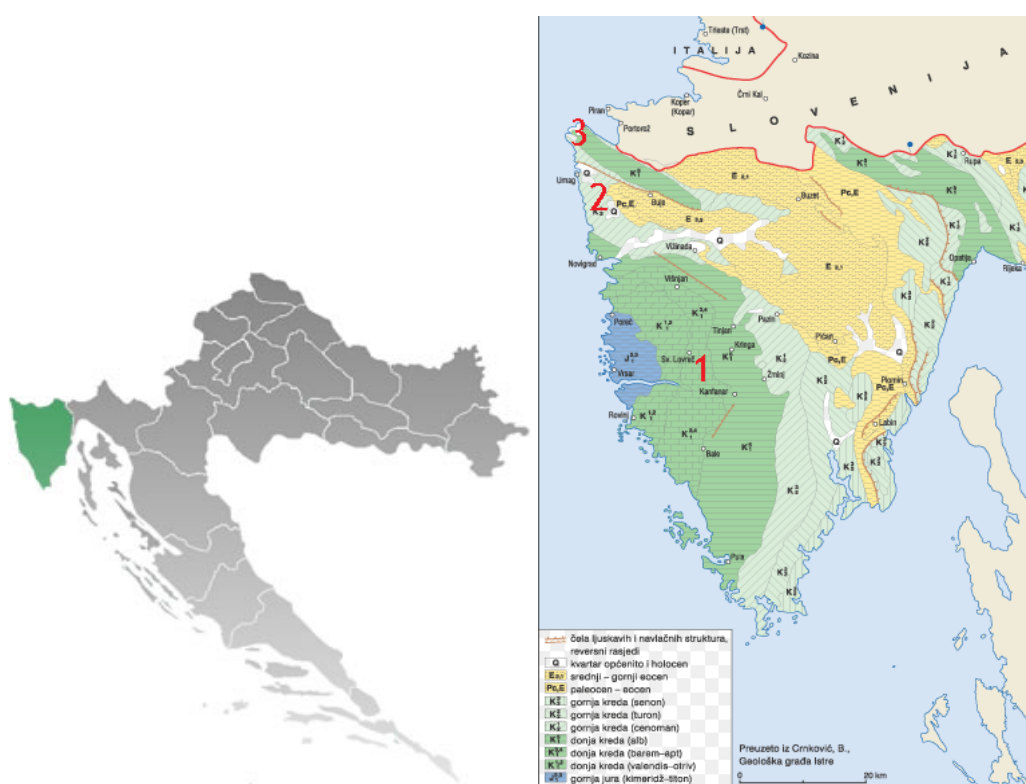 Trieste (Trst)
ITALIJA
Kozina
Koper
(Kopar)
Črni Kal
Piran
Portorož
SLOVENIJA
3
Rupa
Umag
Q
2
Buje
Buzet
Q
Vižinada
Q
Novigrad
Opatija
Rijeka
Višnjan
Poreč
Tinjan
Pazin
Pićan
Kringa
Sv. Lovreč
1
Žminj
Q
Vrsar
Plomin
Kanfanar
Rovinj
Labin
Q
Bale
Pula
čela ljuskavih i navlačnih struktura,
reversni rasjedi
Q kvartar općenito i holocen
srednji – gornji eocen
Pc,E paleocen – eocen
gornja kreda (senon)
gornja kreda (turon)
gornja kreda (cenoman)
donja kreda (alb)
donja kreda (barem–apt)
donja kreda (valendis–otriv)
gornja jura (kimeridž–titon)
Preuzeto iz Crnković, B.,
Geološka građa Istre
0 20 km